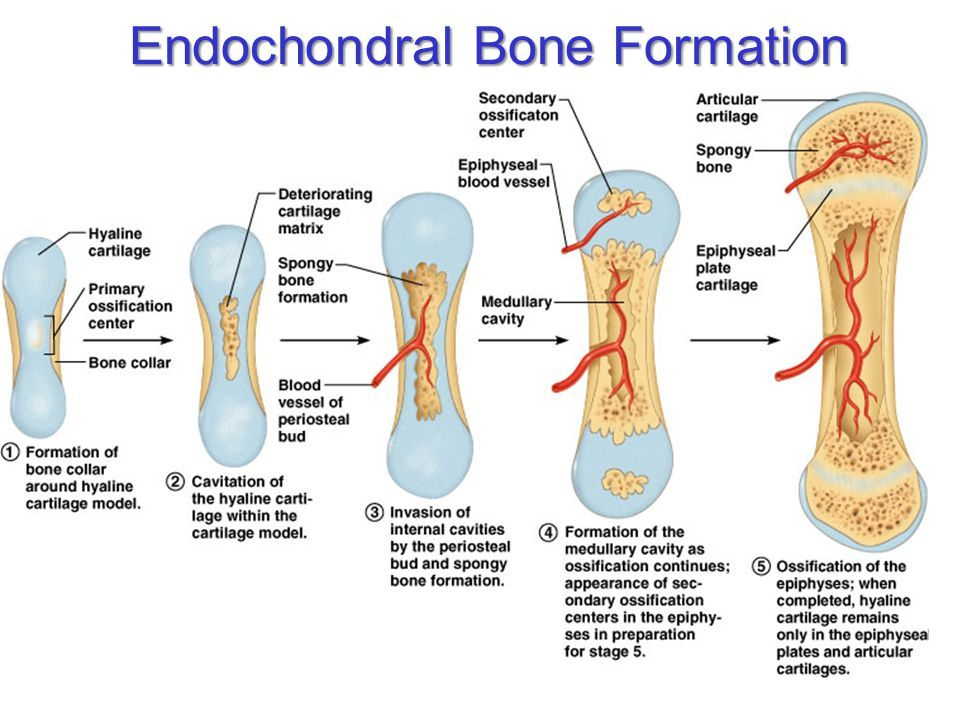 Endochondral Bone Formation
Hyaline
cartilage
Primary
ossification
center
Bone collar
① Formation of
bone collar
around hyaline
cartilage model.
Deteriorating
cartilage
matrix
Spongy
bone
formation
Blood
vessel of
periosteal
bud
② Cavitation of
the hyaline carti-
lage within the
cartilage model.
③ Invasion of
internal cavities
by the periosteal
bud and spongy
bone formation.
Secondary
ossificaton
center
Epiphyseal
blood vessel
Medullary
cavity
④ Formation of the
medullary cavity as
ossification continues;
appearance of sec-
ondary ossification
centers in the epiphy-
ses in preparation
for stage 5.
Articular
cartilage
Spongy
bone
Epiphyseal
plate
cartilage
⑤ Ossification of the
epiphyses; when
completed, hyaline
cartilage remains
only in the epiphyseal
plates and articular
cartilages.